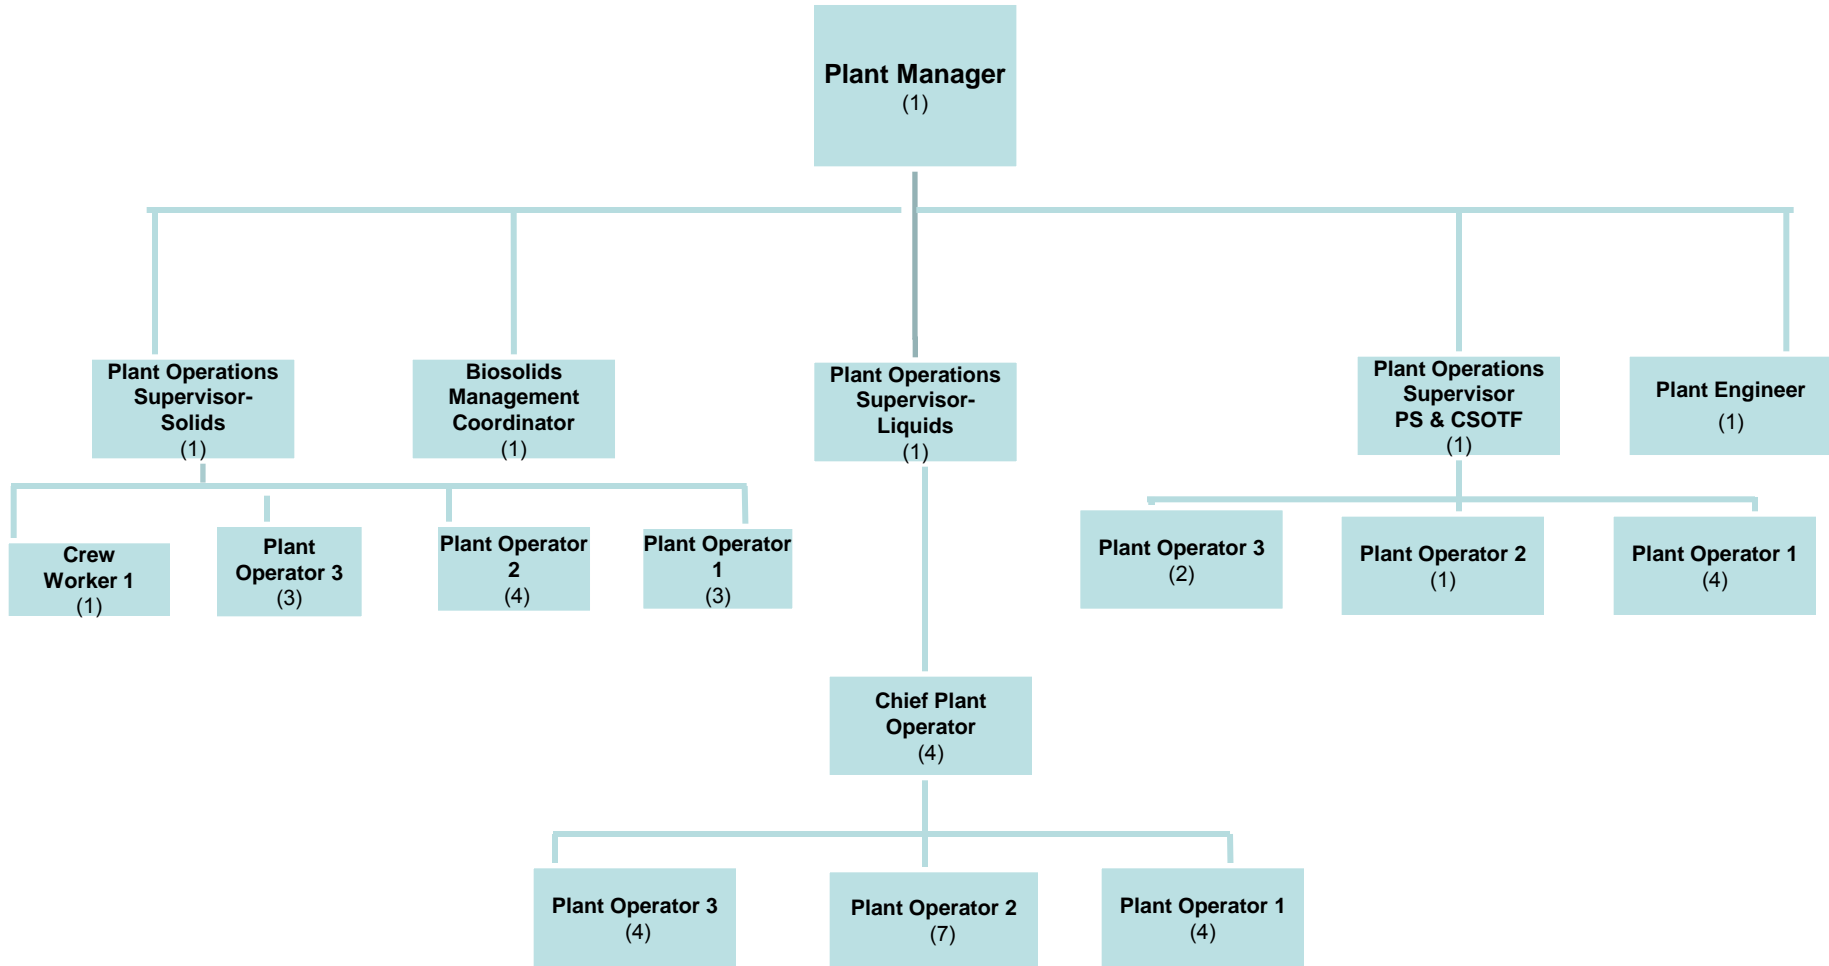 Plant Manager
(1)
Plant Operations
Supervisor-
Solids
(1)
Biosolids
Management
Coordinator
(1)
Plant Operations
Supervisor-
Liquids
(1)
Plant Operations
Supervisor
PS & CSOTF
(1)
Plant Engineer
(1)
Crew
Worker 1
(1)
Plant
Operator 3
(3)
Plant Operator
2
(4)
Plant Operator
1
(3)
Plant Operator 3
(2)
Plant Operator 2
(1)
Plant Operator 1
(4)
Chief Plant
Operator
(4)
Plant Operator 3
(4)
Plant Operator 2
(7)
Plant Operator 1
(4)